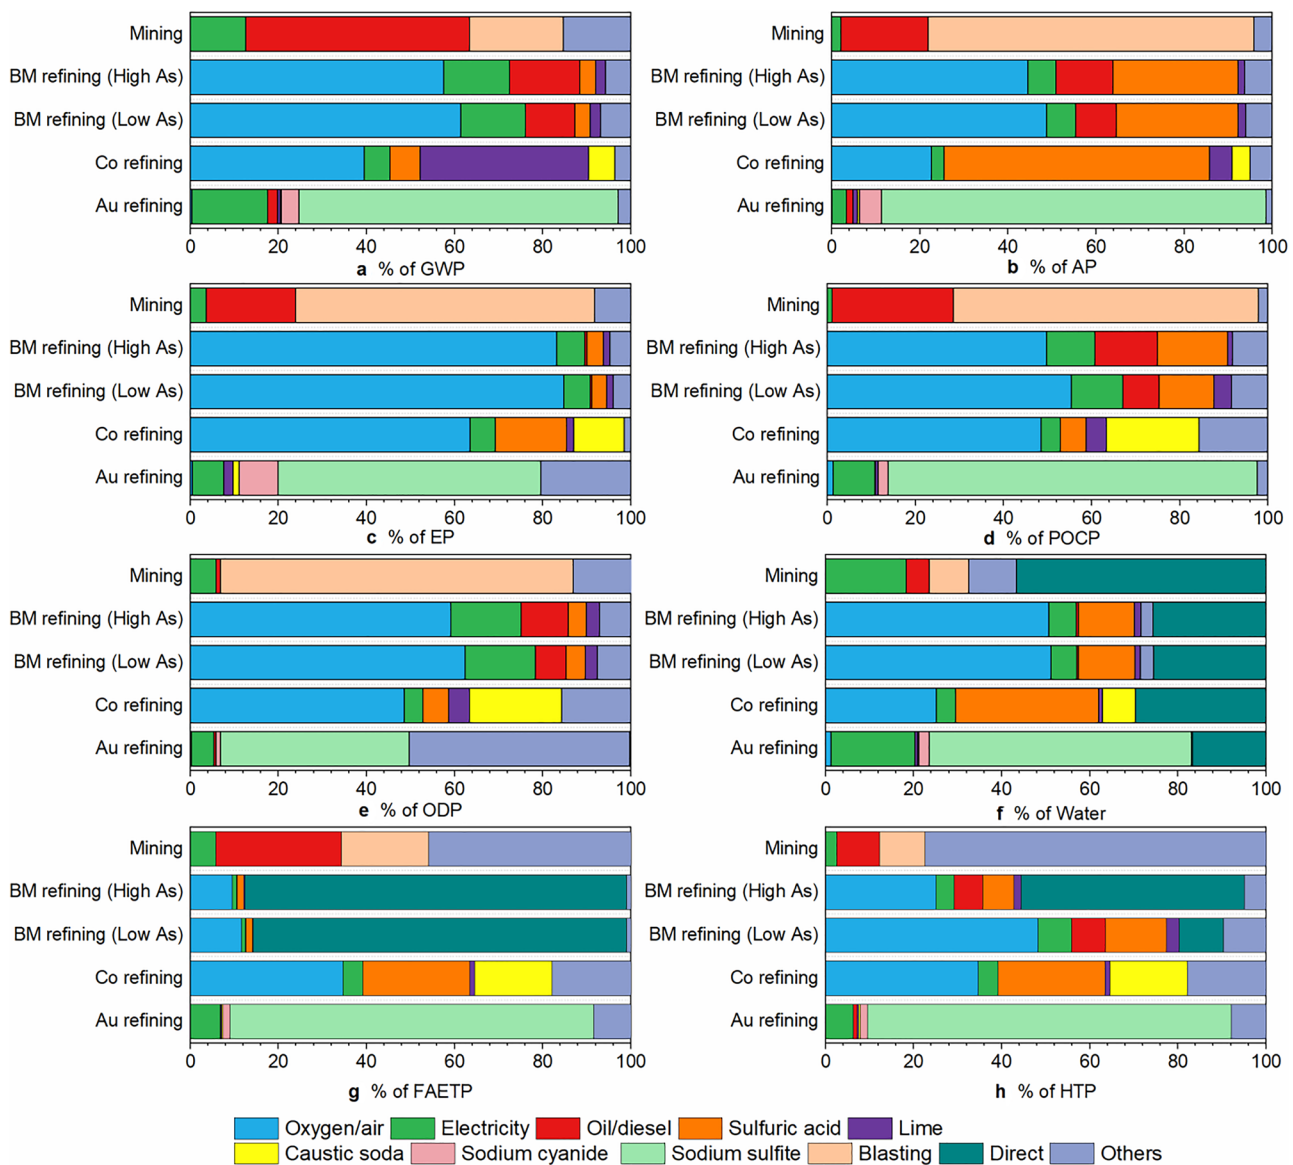 Mining
BM refining (High As)
BM refining (Low As)
Co refining
Au refining
0 20 40 60 80 100
a % of GWP
Mining
BM refining (High As)
BM refining (Low As)
Co refining
Au refining
0 20 40 60 80 100
b % of AP
Mining
BM refining (High As)
BM refining (Low As)
Co refining
Au refining
0 20 40 60 80 100
c % of EP
Mining
BM refining (High As)
BM refining (Low As)
Co refining
Au refining
0 20 40 60 80 100
d % of POCP
Mining
BM refining (High As)
BM refining (Low As)
Co refining
Au refining
0 20 40 60 80 100
e % of ODP
Mining
BM refining (High As)
BM refining (Low As)
Co refining
Au refining
0 20 40 60 80 100
f % of Water
Mining
BM refining (High As)
BM refining (Low As)
Co refining
Au refining
0 20 40 60 80 100
g % of FAETP
Mining
BM refining (High As)
BM refining (Low As)
Co refining
Au refining
0 20 40 60 80 100
h % of HTP
Oxygen/air Electricity Oil/diesel Sulfuric acid Lime
Caustic soda Sodium cyanide Sodium sulfite Blasting Direct Others